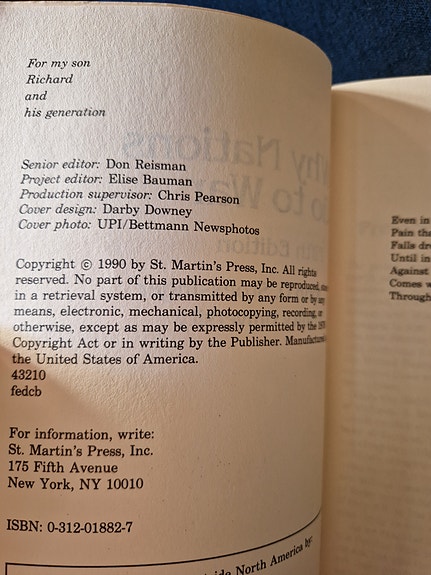 For my son
Richard
and
his generation
Senior editor: Don Reisman
Project editor: Elise Bauman
Production supervisor: Chris Pearson
Cover design: Darby Downey
Cover photo: UPI/Bettmann Newsphotos
Copyright © 1990 by St. Martin's Press, Inc. All rights
reserved. No part of this publication may be reproduced,
in a retrieval system, or transmitted by any form or by any
means, electronic, mechanical, photocopying, recording, or
otherwise, except as may be expressly permitted by the 1976
Copyright Act or in writing by the Publisher. Manufactured
the United States of America.
43210
fedcb
For information, write:
St. Martin's Press, Inc.
175 Fifth Avenue
New York, NY 10010
ISBN: 0-312-01882-7
North America by:
Even in
Pain tha
Falls dr
Until in
Against
Comes w
Through